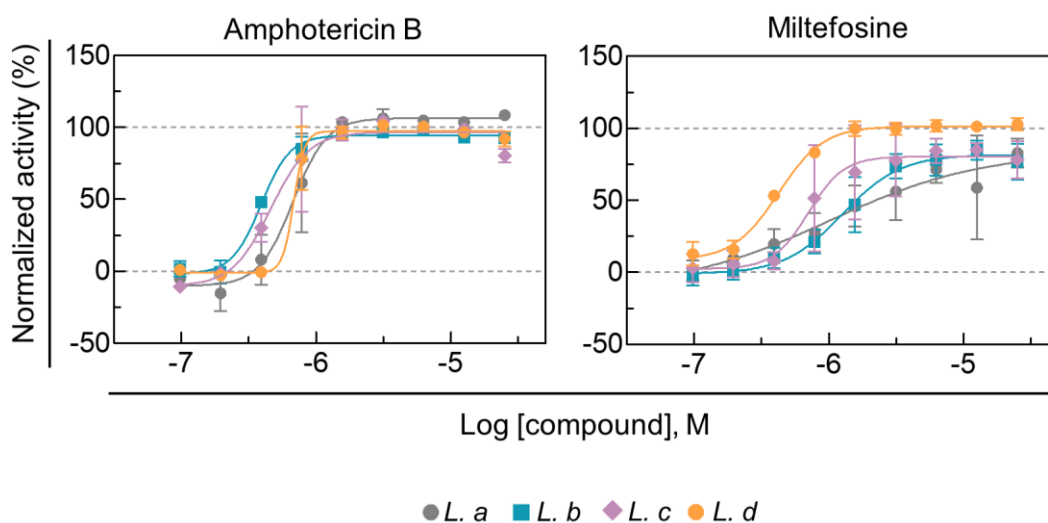 Amphotericin B
Miltefosine
Normalized activity (%)
150
100
50
0
-50
-7
-6
-5
150
100
50
0
-50
-7
-6
-5
Log [compound], M
L. a
L. b
L. c
L. d